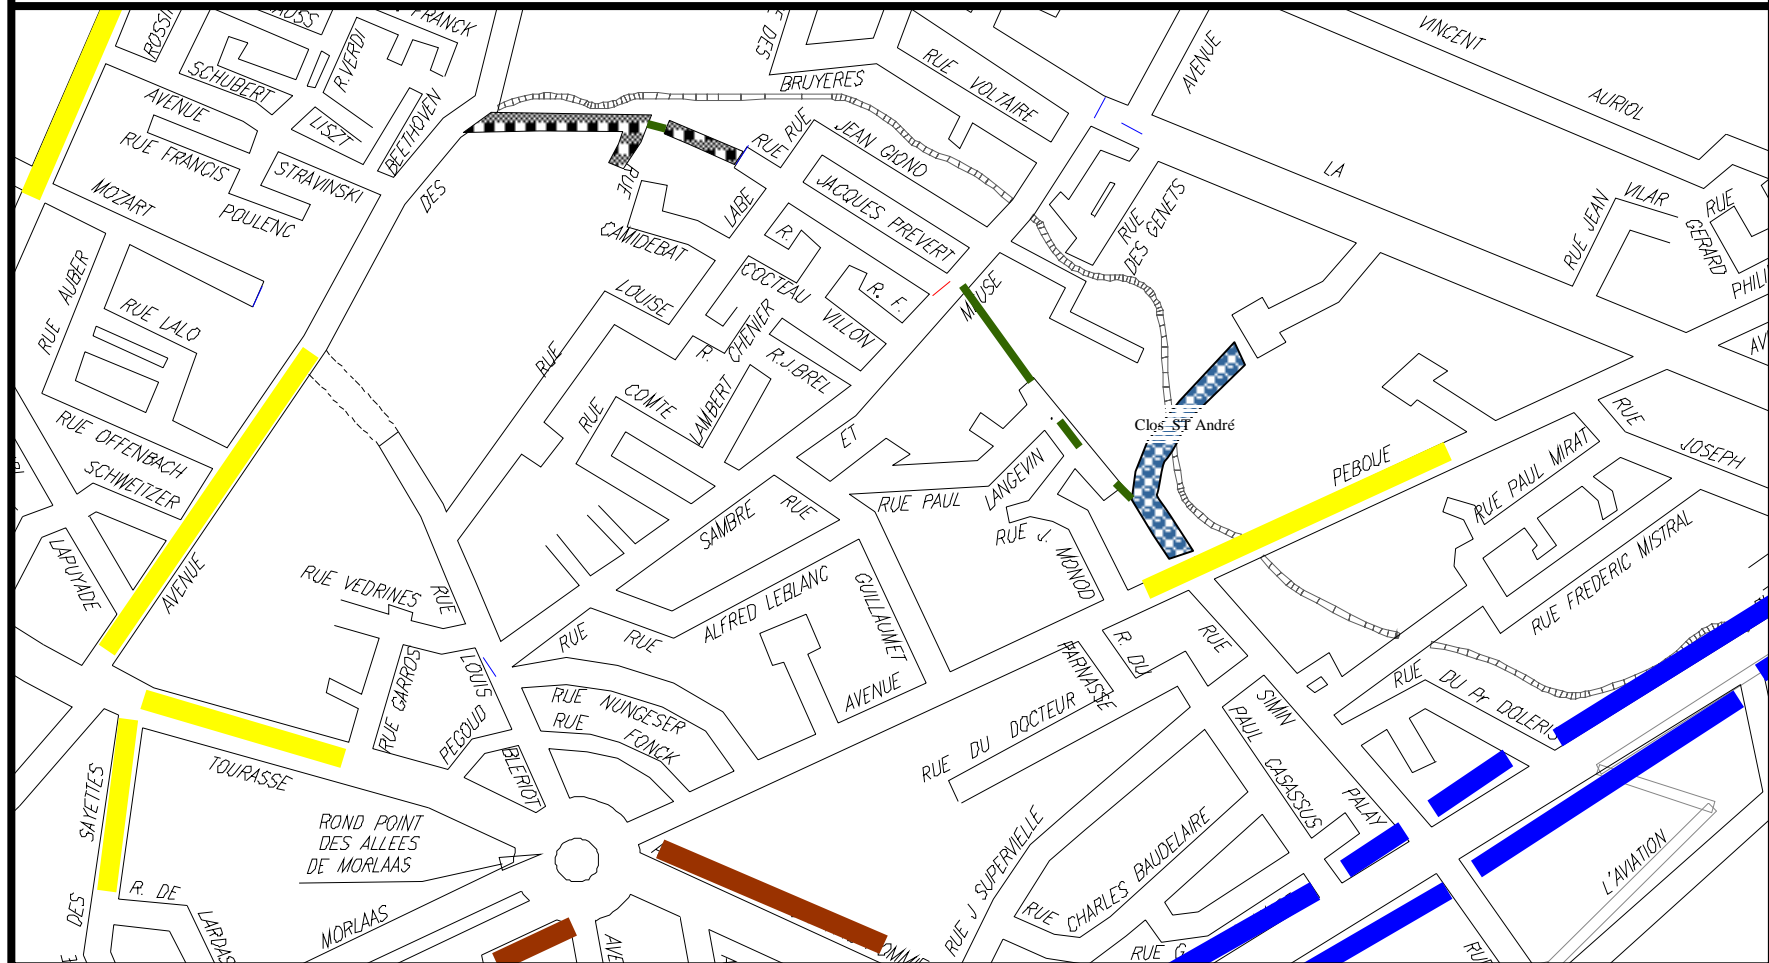 FRANCK
R.VERDI
SCHUBERT
AVENUE
LISZT
BEETHOVEN
RUE FRANCIS
POULENC
STRAVINSKI
MOZART
DES
BRUYERES
RUE VOLTAIRE
AVENUE
VINCENT
AURIOL
LA
RUE
RUE
JEAN GIONO
JACQUES PREVERT
LABE
RUE
CAMIDEBAT
R.
COCTEAU
R. F.
VILLON
LOUISE
CHENIER
R.
R.J.BREL
RUE
RUE
COMTE
LAMBERT
RUE
DES GENETS
RUE JEAN
VILAR
GERARD
RUE
MEUSE
ET
RUE AUBER
RUE LALO
RUE OFFENBACH
SCHWEITZER
LAPUYADE
AVENUE
Clos ST André
PEBOUE
RUE PAUL MIRAT
RUE
JOSEPH
RUE FREDERIC MISTRAL
RUE PAUL
LANGEVIN
RUE J.
MONOD
SAMBRE
RUE
RUE VEDRINES
RUE
RUE
RUE
ALFRED LEBLANC
GUILLAUMET
AVENUE
RUE GARROS
LOUIS
PEGOUD
BLERIOT
RUE
NUNGESER
RUE
FONCK
PARNASSE
R. DU
RUE
RUE DU DOCTEUR
SIMIN
PALAY
PAUL
CASASSUS
RUE
DU Pr DOLERIS
TOURASSE
SAYETTES
DES
ROND POINT
DES ALLEES
DE MORLAAS
R. DE
MORLAAS
RUE J SUPERVIELLE
RUE
CHARLES BAUDELAIRE
L'AVIATION